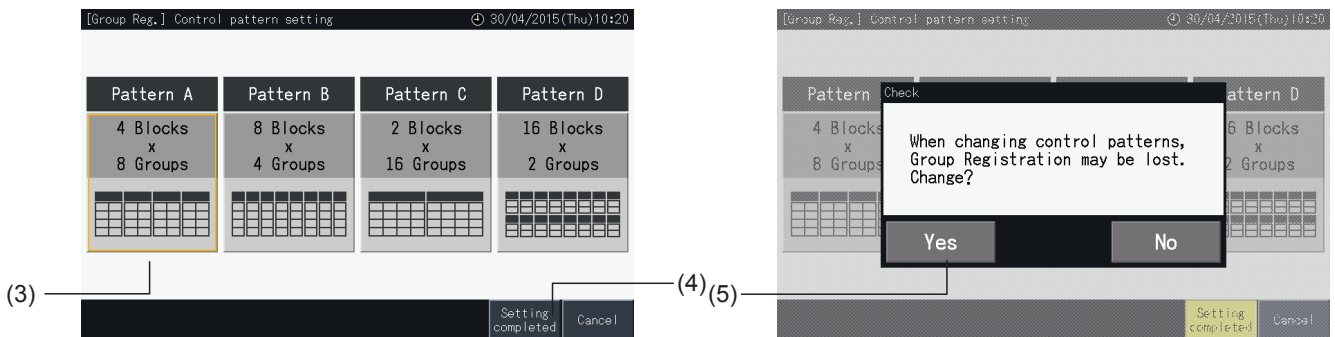 [Group Reg.] Control pattern setting 30/04/2015(Thu)10:20
Pattern A Pattern B Pattern C Pattern D
4 Blocks 8 Blocks 2 Blocks 16 Blocks
x x x x
8 Groups 4 Groups 16 Groups 2 Groups
(3)
(4)
Setting
completed
Cancel
[Group Reg.] Control pattern setting 30/04/2015(Thu)10:20
Pattern attern D
4 Blocks 6 Blocks
x x
8 Groups 2 Groups
Check
When changing control patterns,
Group Registration may be lost.
Change?
Yes No
(5)
Setting
completed
Cancel